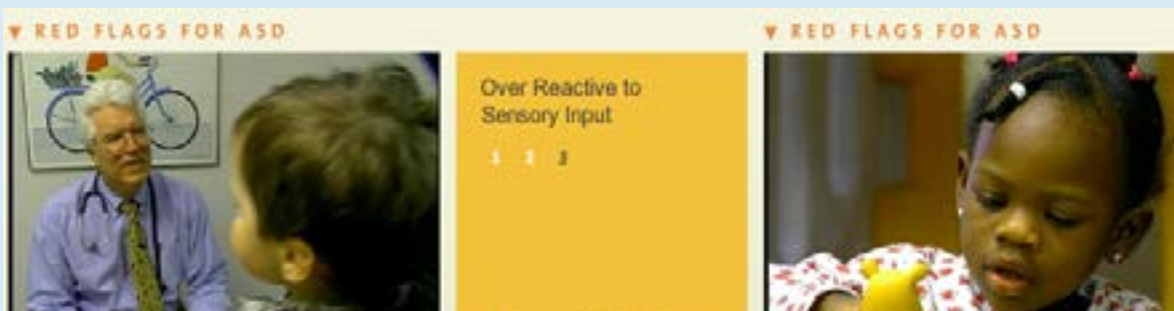 RED FLAGS FOR ASD
Over Reactive to
Sensory Input
1 2 3
RED FLAGS FOR ASD